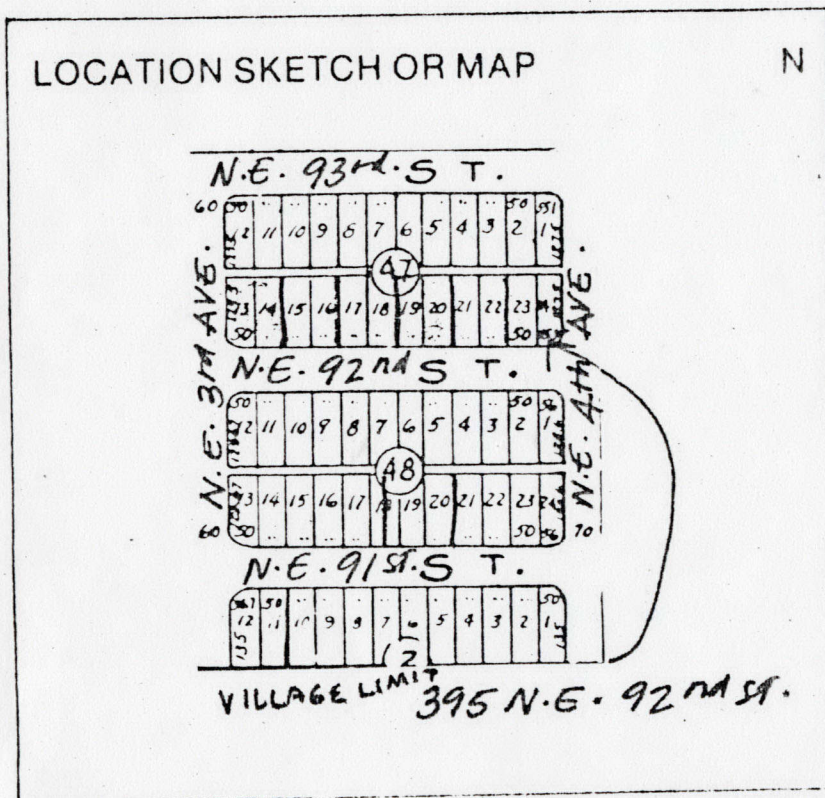 LOCATION SKETCH OR MAP N
N.E. 93rd. S T.
60 50 50 551
12 11 10 9 8 7 6 5 4 3 2 1
47
13 14 15 16 17 18 19 20 21 22 23
50 50
N.E. 3rd AVE.
N.E. 4th AVE.
N.E. 92nd S T.
50 50 56
12 11 10 9 8 7 6 5 4 3 2 1
48
13 14 15 16 17 18 19 20 21 22 23 24
60 50 50 56 70
N.E. 91ST. S T.
50 50
12 11 10 9 8 7 6 5 4 3 2 1
135 135
(2)
VILLAGE LIMIT
395 N.E. 92nd ST.